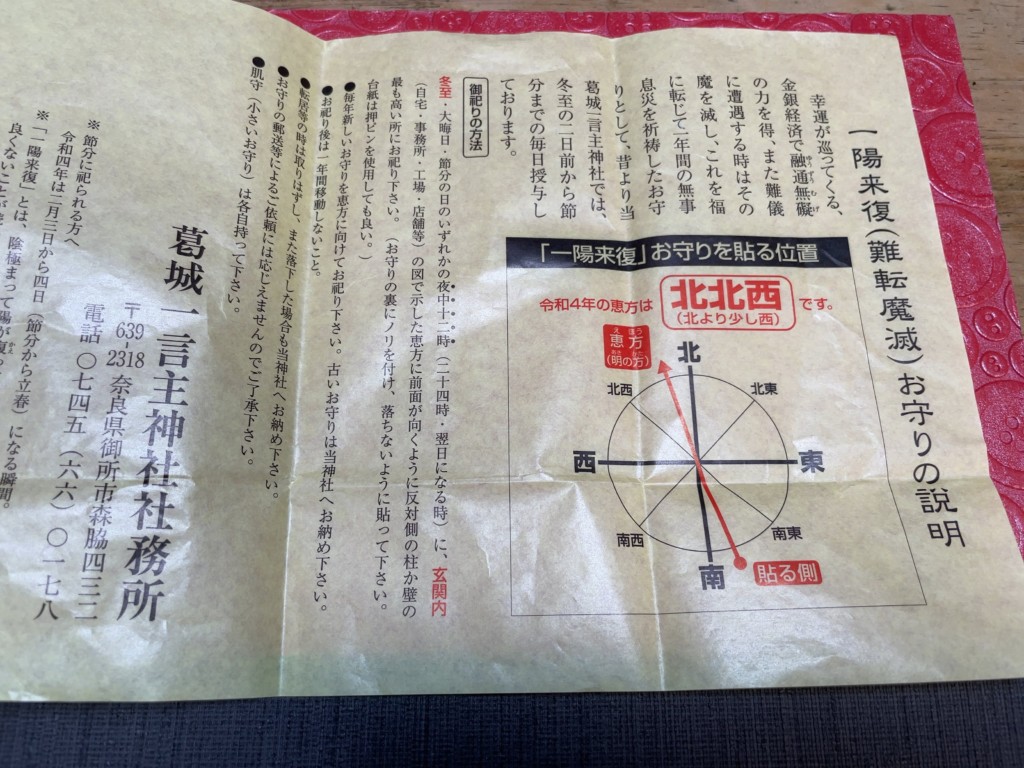 一陽来復(難転魔滅)お守りの説明
幸運が巡ってくる、
金銀経済で融通無礙
の力を得、また難儀
に遭遇する時はその
魔を滅し、これを福
に転じて一年間の無事
息災を祈祷したお守
りとして、昔より当
葛城一言主神社では、
冬至の二日前から節
分までの毎日授与し
ております。
「一陽来復」お守りを貼る位置
令和4年の恵方は 北北西 です。
(北より少し西)
恵方
(明の方)
北
北西
北東
西
東
南西
南東
南
貼る側
御祀りの方法
冬至・大晦日・節分の日のいずれかの夜中十二時(二十四時・翌日になる時)に、玄関内
(自宅・事務所・工場・店舗等)の図で示した恵方に前面が向くように反対側の柱か壁の
最も高い所にお祀り下さい。(お守りの裏にノリを付け、落ちないように貼って下さい。
台紙は押ピンを使用しても良い。)
●毎年新しいお守りを恵方に向けてお祀り下さい。古いお守りは当神社へお納め下さい。
●お祀り後は一年間移動しないこと。
●転居等の時は取りはずし、また落下した場合も当神社へお納め下さい。
●お守りの郵送等によるご依頼には応じえませんのでご了承下さい。
●肌守(小さいお守り)は各自持って下さい。
葛城一言主神社社務所
〒639-2318 奈良県御所市森脇四三二
電話 〇七四五(六六)〇一七八
※節分に祀られる方へ
令和四年は二月三日から四日(節分から立春)になる瞬間。
※「一陽来復」とは、陰極まって陽が復っ
良くないことが